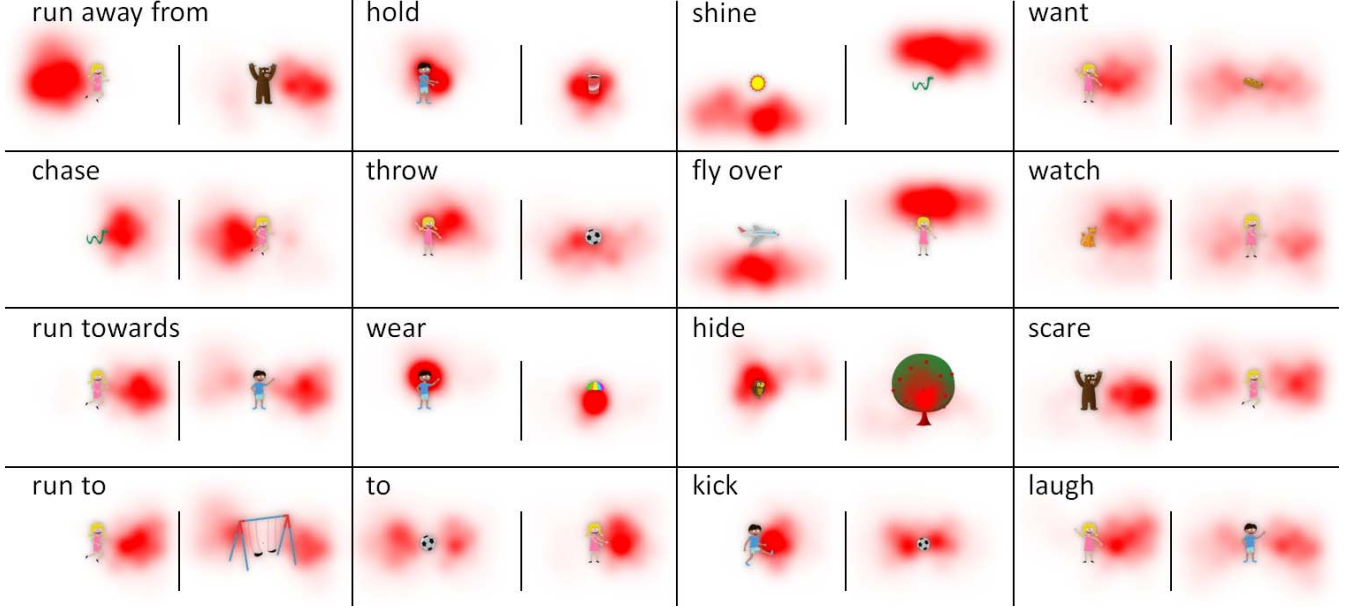 run away from
hold
shine
want
chase
throw
fly over
watch
run towards
wear
hide
scare
run to
to
kick
laugh